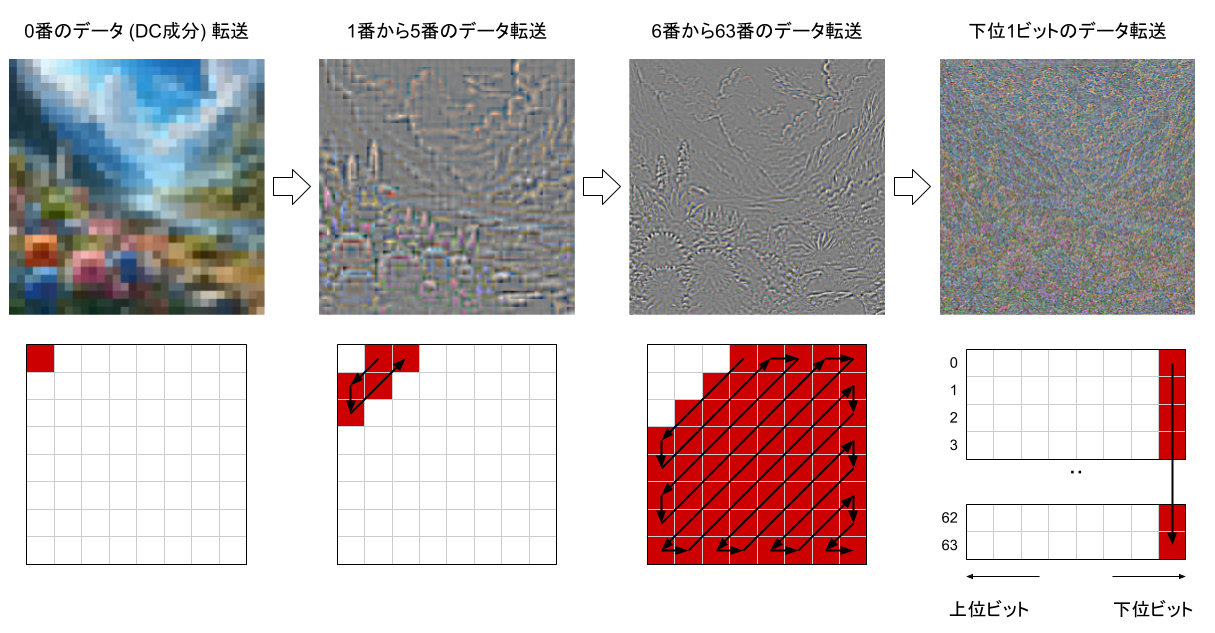 0番のデータ (DC成分) 転送
1番から5番のデータ転送
6番から63番のデータ転送
下位1ビットのデータ転送
0
1
2
3
..
62
63
上位ビット
下位ビット